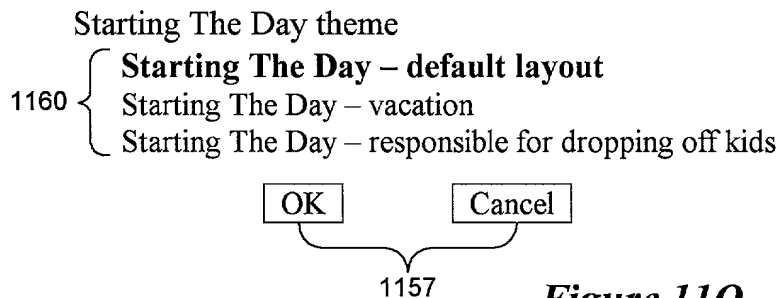 Starting The Day theme
Starting The Day – default layout
1160
Starting The Day – vacation
Starting The Day – responsible for dropping off kids
OK Cancel
1157